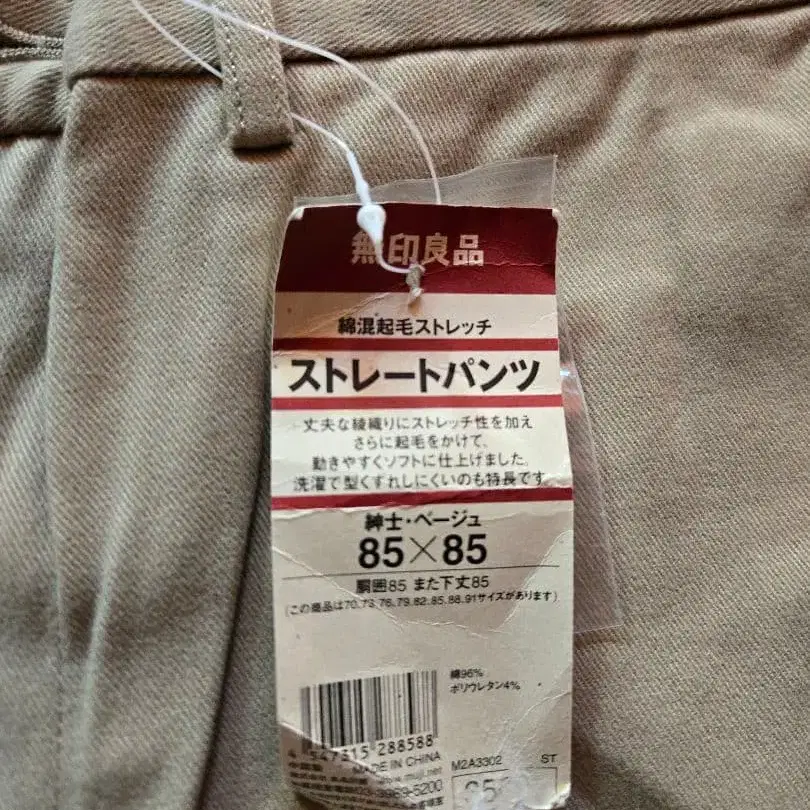 無印良品
綿混起毛ストレッチ
ストレートパンツ
丈夫な綾織りにストレッチ性を加え
さらに起毛をかけて、
動きやすくソフトに仕上げました。
洗濯で型くずれしにくいのも特長です。
紳士・ベージュ
85×85
胴囲85 また下丈85
(この商品は70.73.76.79.82.85.88.91サイズがあります)
綿96%
ポリウレタン4%
4 547315 288588
MADE IN CHINA
www.muji.net
M2A3302 ST